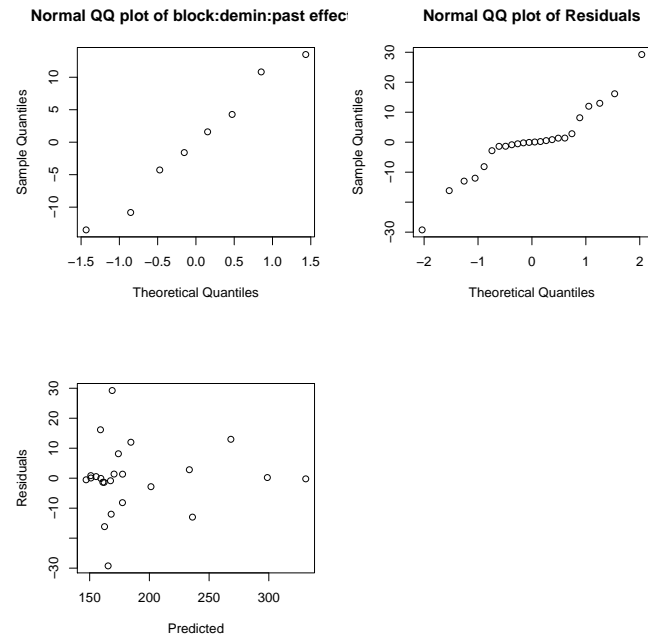 Normal QQ plot of block:demin:past effec
Sample Quantiles
10
5
0
−5
−10
−1.5 −1.0 −0.5 0.0 0.5 1.0 1.5
Theoretical Quantiles
Normal QQ plot of Residuals
Sample Quantiles
30
20
10
0
−10
−30
−2 −1 0 1 2
Theoretical Quantiles
Residuals
30
20
10
0
−10
−30
150 200 250 300
Predicted